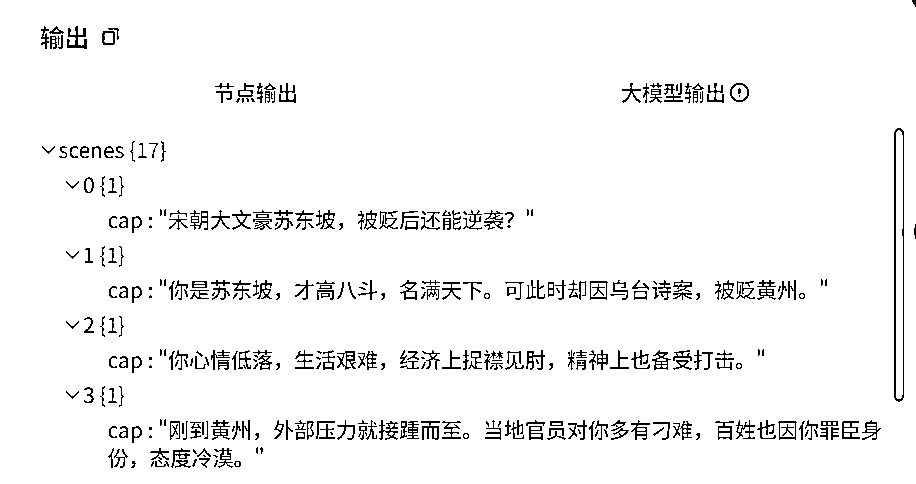 输出
节点输出 大模型输出
scenes {17}
0 {1}
cap : "宋朝大文豪苏东坡，被贬后还能逆袭？"
1 {1}
cap : "你是苏东坡，才高八斗，名满天下。可此时却因乌台诗案，被贬黄州。"
2 {1}
cap : "你心情低落，生活艰难，经济上捉襟见肘，精神上也备受打击。"
3 {1}
cap : "刚到黄州，外部压力就接踵而至。当地官员对你多有刁难，百姓也因你罪臣身
份，态度冷漠。"